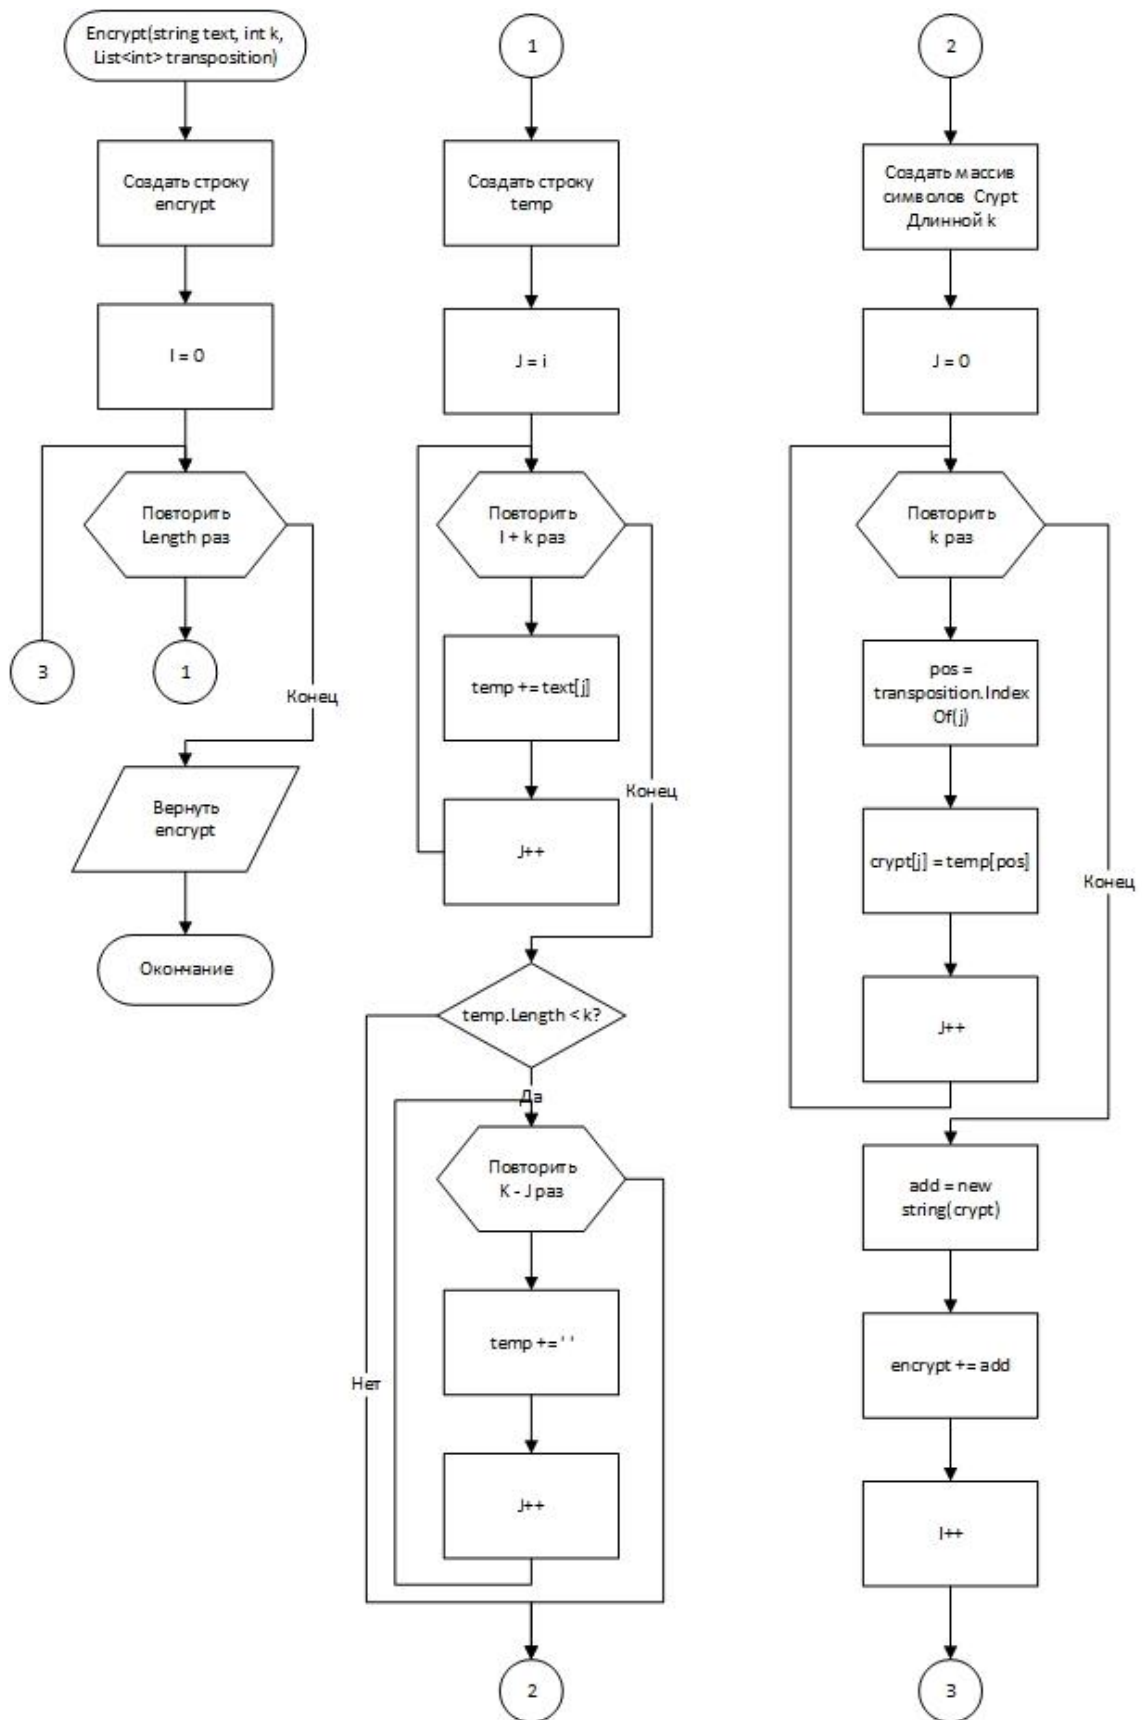 Encrypt(string text, int k,
List<int> transposition)
Создать строку
encrypt
I = 0
Повторить
Length раз
3
1
Конец
Вернуть
encrypt
Окончание
1
Создать строку
temp
J = i
Повторить
I + k раз
temp += text[j]
J++
Конец
temp.Length < k?
Да
Повторить
K - J раз
temp += ' '
Нет
J++
2
2
Создать массив
символов Crypt
Длинной k
J = 0
Повторить
k раз
pos =
transposition.Index
Of(j)
crypt[j] = temp[pos]
Конец
J++
add = new
string(crypt)
encrypt += add
I++
3